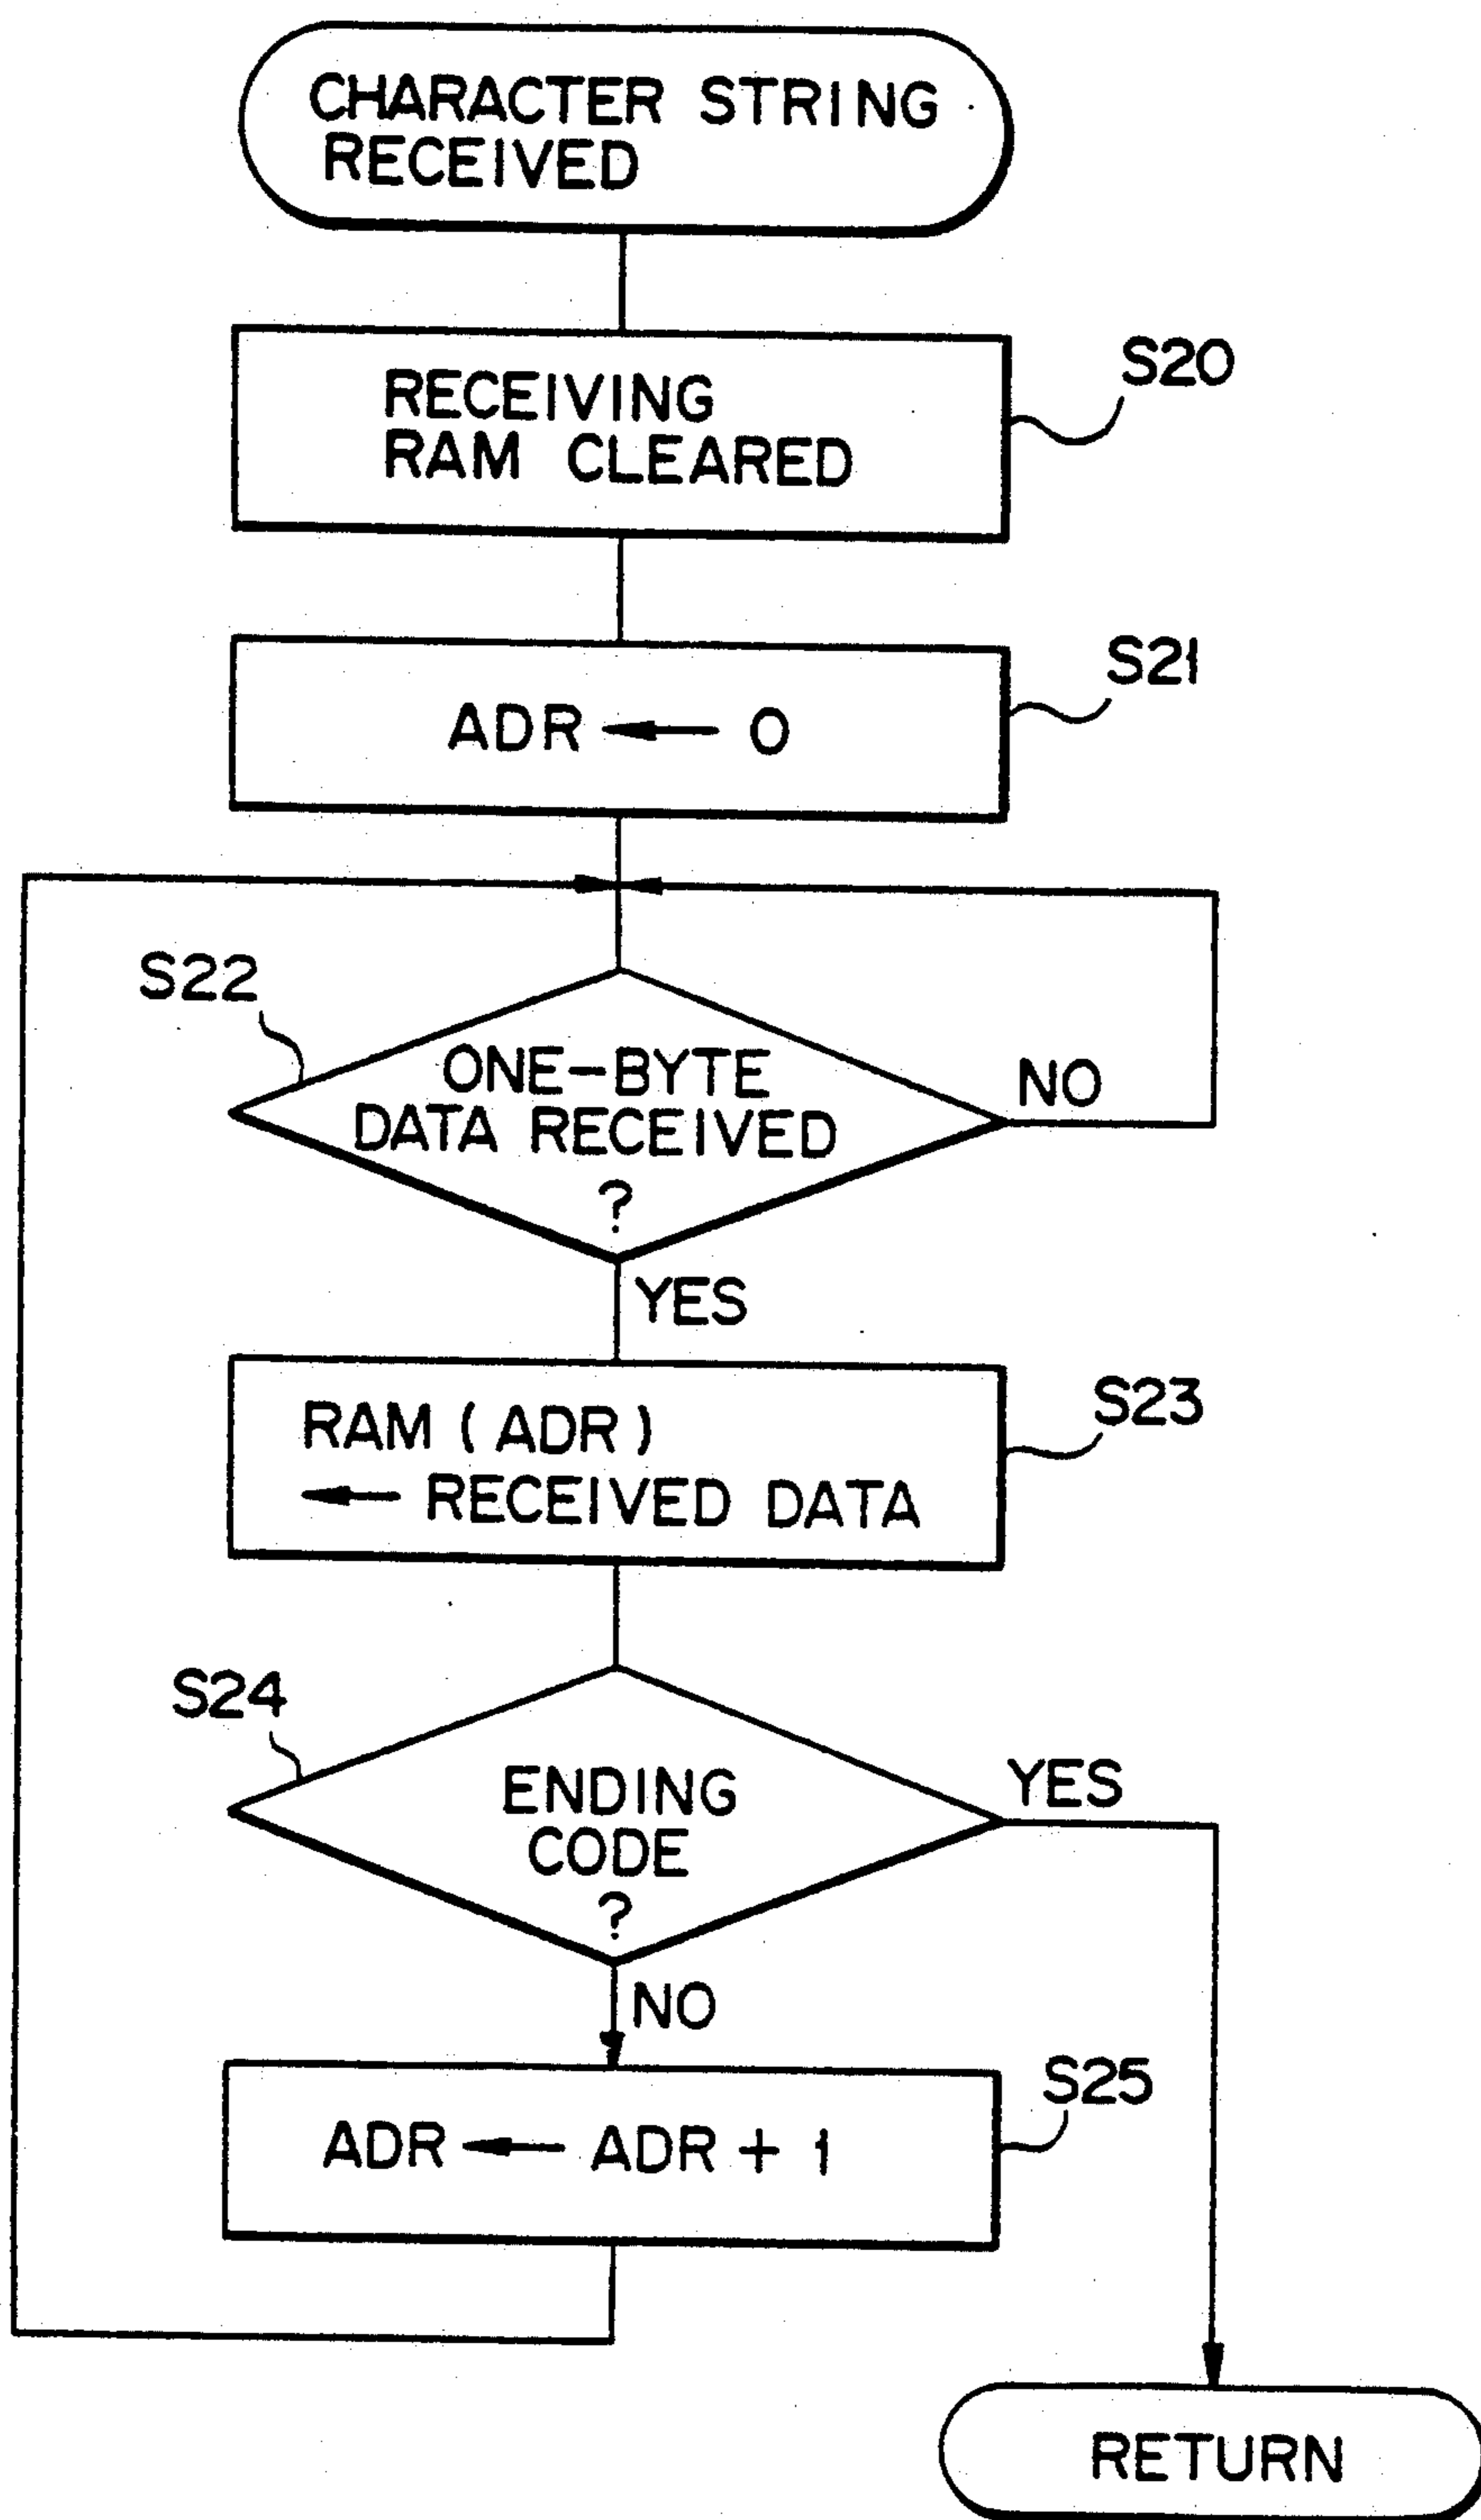 CHARACTER STRING
RECEIVED
RECEIVING
RAM CLEARED
S20
ADR ← 0
S21
S22
ONE-BYTE
DATA RECEIVED
?
NO
YES
RAM (ADR)
← RECEIVED DATA
S23
S24
ENDING
CODE
?
YES
NO
ADR ← ADR + 1
S25
RETURN